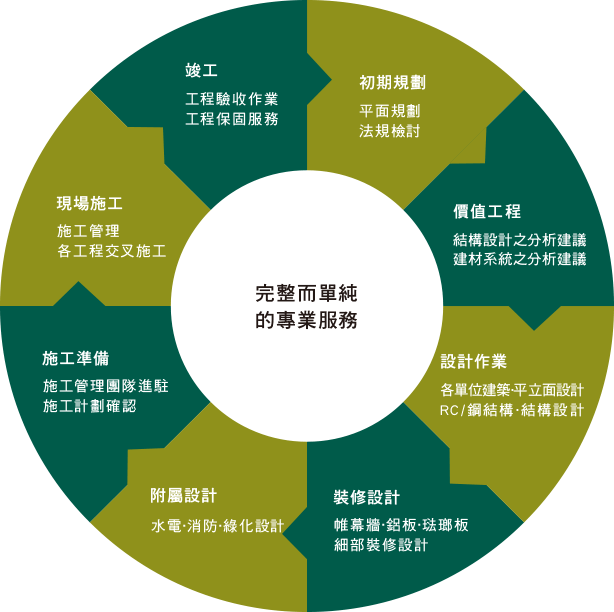 完整而單純
的專業服務
初期規劃
平面規劃
法規檢討
價值工程
結構設計之分析建議
建材系統之分析建議
設計作業
各單位建築·平立面設計
RC/鋼結構·結構設計
裝修設計
帷幕牆·鋁板·琺瑯板
細部裝修設計
附屬設計
水電·消防·綠化設計
施工準備
施工管理團隊進駐
施工計劃確認
現場施工
施工管理
各工程交叉施工
竣工
工程驗收作業
工程保固服務